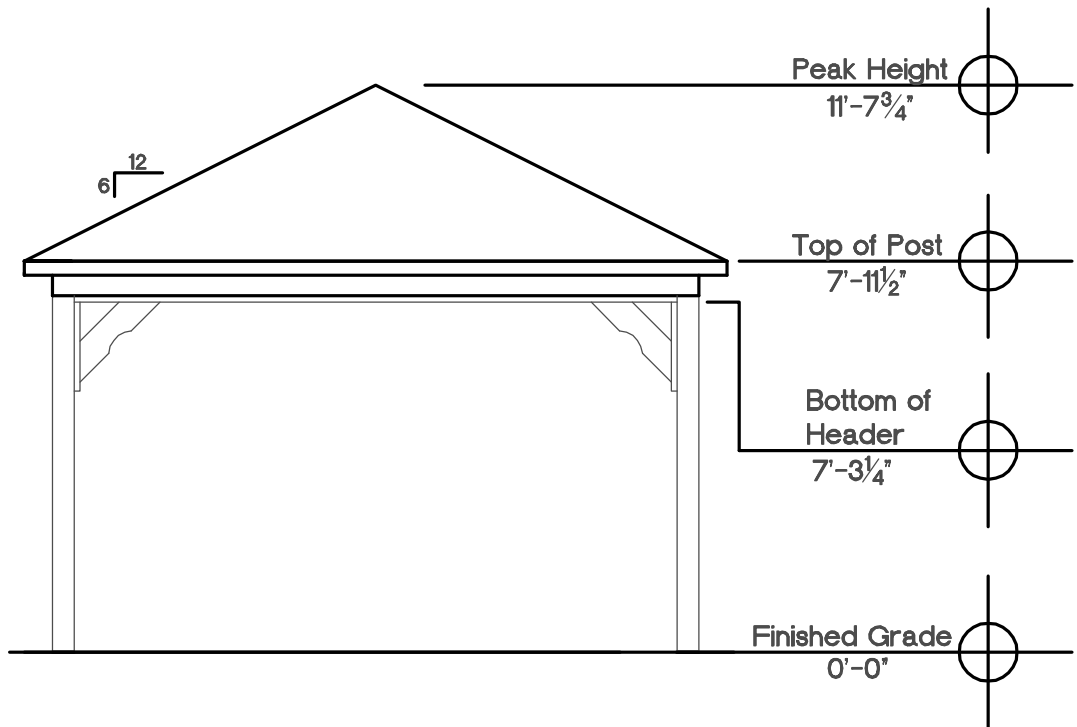 Peak Height
11'-7¾"
12
6
Top of Post
7'-11½"
Bottom of
Header
7'-3¼"
Finished Grade
0'-0"